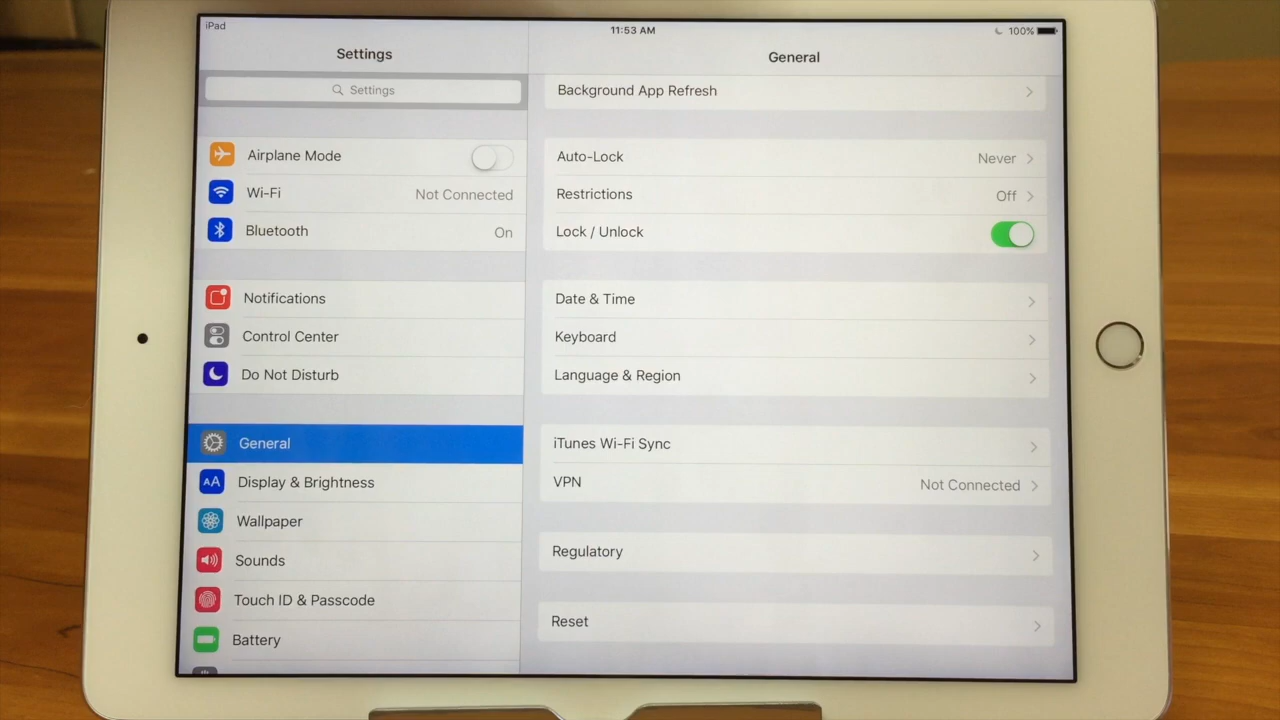 iPad
11:53 AM
100%
Settings
General
Settings
Airplane Mode
Wi-Fi
Not Connected
Bluetooth
On
Notifications
Control Center
Do Not Disturb
General
AA Display & Brightness
Wallpaper
Sounds
Touch ID & Passcode
Battery
Background App Refresh
Auto-Lock
Never
Restrictions
Off
Lock / Unlock
Date & Time
Keyboard
Language & Region
iTunes Wi-Fi Sync
VPN
Not Connected
Regulatory
Reset